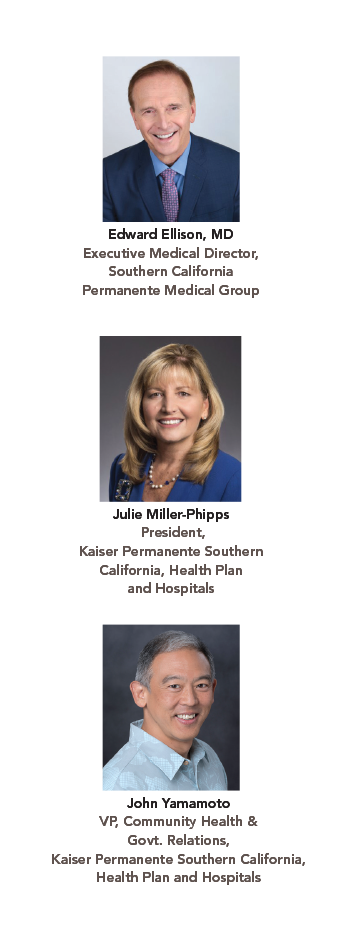 Edward Ellison, MD
Executive Medical Director,
Southern California
Permanente Medical Group
Julie Miller-Phipps
President,
Kaiser Permanente Southern
California, Health Plan
and Hospitals
John Yamamoto
VP, Community Health &
Govt. Relations,
Kaiser Permanente Southern California,
Health Plan and Hospitals